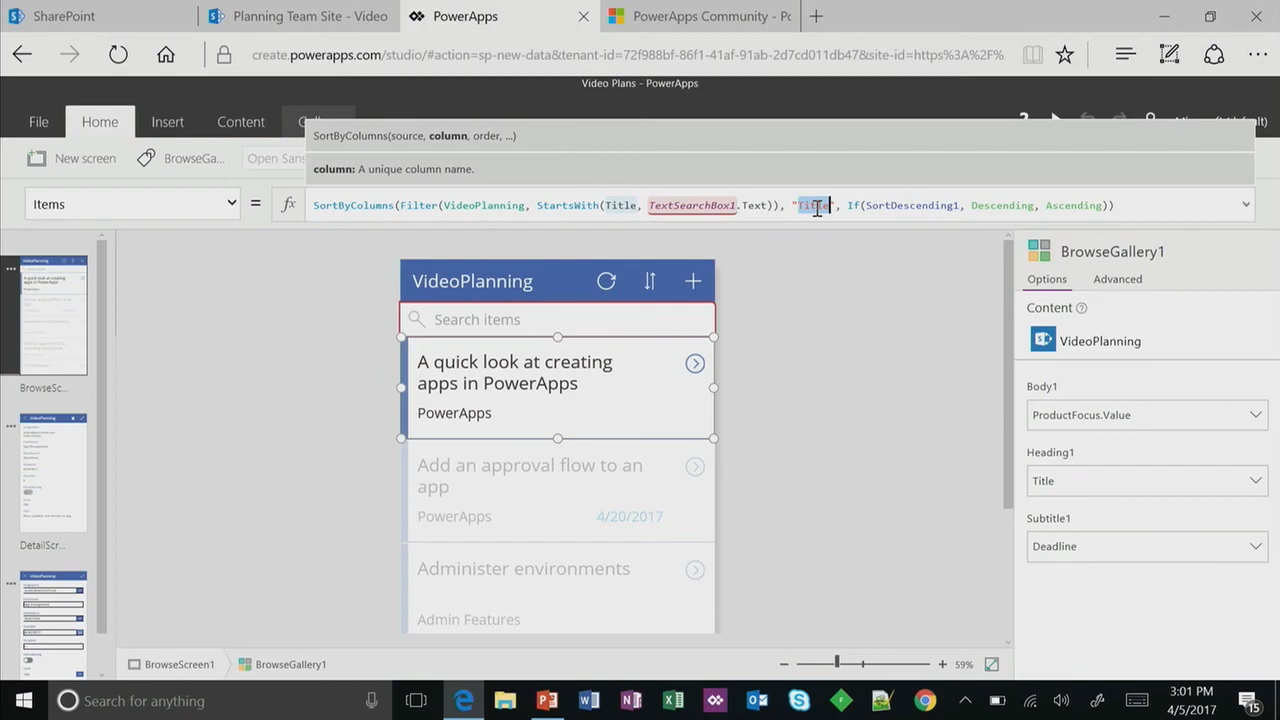 SharePoint
Planning Team Site - Video
PowerApps
PowerApps Community - Po
create.powerapps.com/studio/#action=sp-new-data&tenant-id=72f988bf-86f1-41af-91ab-2d7cd011db47&site-id=https%3A%2F%
Video Plans - PowerApps
File
Home
Insert
Content
SortByColumns(source, column, order, ...)
column: A unique column name.
New screen
BrowseGa...
Open Sans
Items
=
fx
SortByColumns(Filter(VideoPlanning, StartsWith(Title, TextSearchBox1.Text)), "Title", If(SortDescending1, Descending, Ascending))
BrowseSc...
DetailScr...
VideoPlanning
Search items
A quick look at creating
apps in PowerApps
PowerApps
Add an approval flow to an
app
PowerApps
4/20/2017
Administer environments
Admin Features
BrowseGallery1
Options
Advanced
Content
VideoPlanning
Body1
ProductFocus.Value
Heading1
Title
Subtitle1
Deadline
BrowseScreen1
BrowseGallery1
59%
Search for anything
3:01 PM
4/5/2017
15